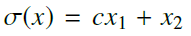 σ(x) = cx₁ + x₂